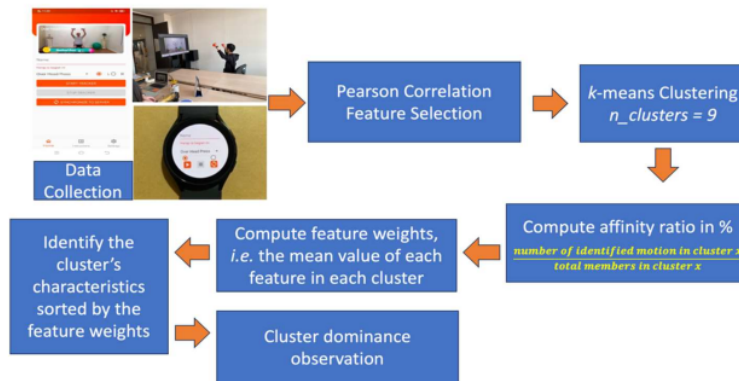 Data
Collection
Pearson Correlation
Feature Selection
k-means Clustering
n_clusters = 9
Compute affinity ratio in %
number of identified motion in cluster x
total members in cluster x
Compute feature weights,
i.e. the mean value of each
feature in each cluster
Identify the
cluster's
characteristics
sorted by the
feature weights
Cluster dominance
observation